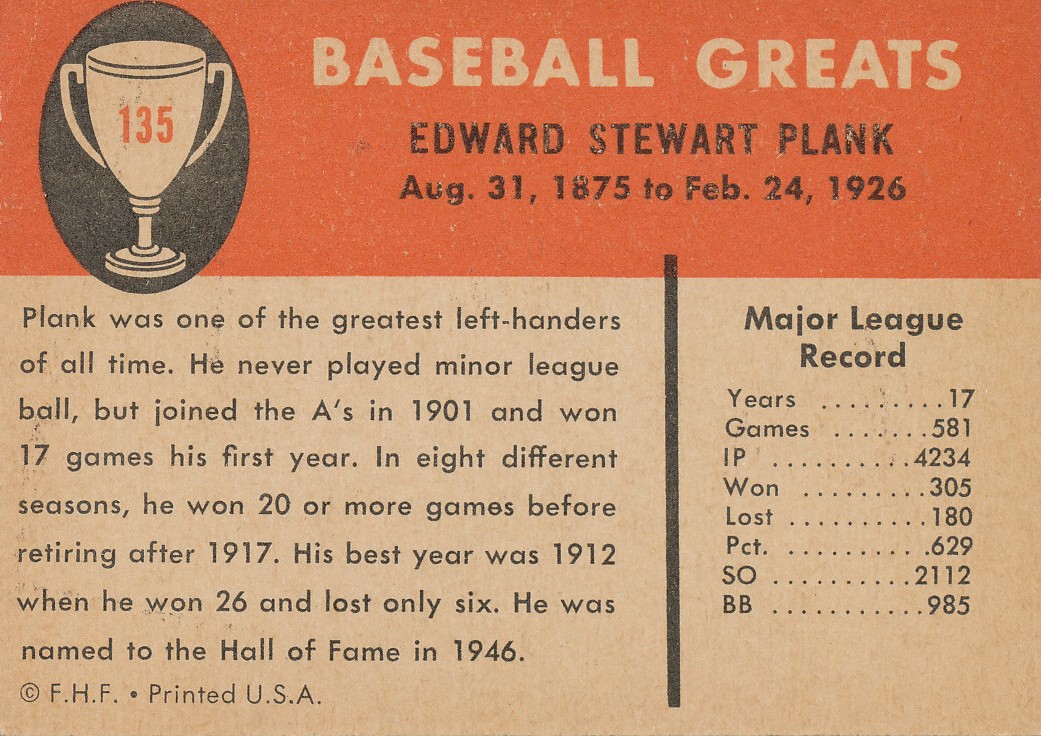 135
BASEBALL GREATS
EDWARD STEWART PLANK
Aug. 31, 1875 to Feb. 24, 1926
Plank was one of the greatest left-handers
of all time. He never played minor league
ball, but joined the A's in 1901 and won
17 games his first year. In eight different
seasons, he won 20 or more games before
retiring after 1917. His best year was 1912
when he won 26 and lost only six. He was
named to the Hall of Fame in 1946.
© F.H.F. • Printed U.S.A.
Major League
Record
Years .........17
Games .......581
IP ..........4234
Won .........305
Lost ..........180
Pct. ..........629
SO ..........2112
BB ...........985